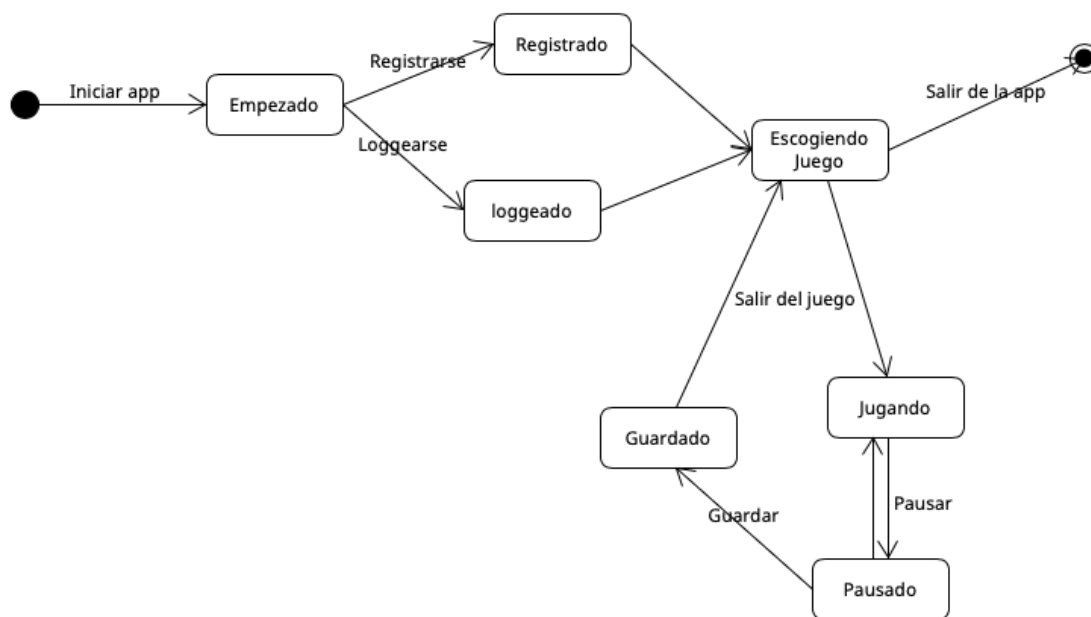 Registrado
Registrarse
Salir de la app
Iniciar app
Empezado
Loggearse
Escogiendo
Juego
loggeado
Salir del juego
Jugando
Guardado
Pausar
Guardar
Pausado